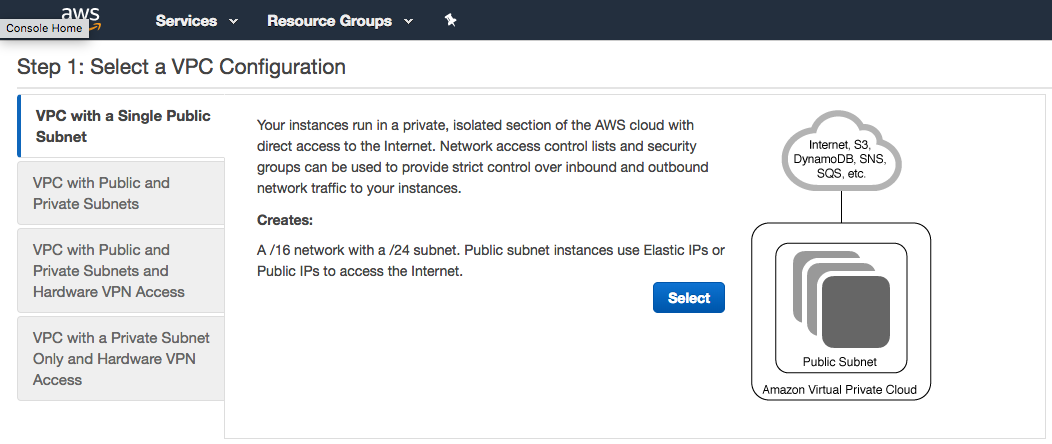 aws
Services
Resource Groups
Console Home
Step 1: Select a VPC Configuration
VPC with a Single Public
Subnet
VPC with Public and
Private Subnets
VPC with Public and
Private Subnets and
Hardware VPN Access
VPC with a Private Subnet
Only and Hardware VPN
Access
Your instances run in a private, isolated section of the AWS cloud with
direct access to the Internet. Network access control lists and security
groups can be used to provide strict control over inbound and outbound
network traffic to your instances.
Creates:
A /16 network with a /24 subnet. Public subnet instances use Elastic IPs or
Public IPs to access the Internet.
Select
Internet, S3,
DynamoDB, SNS,
SQS, etc.
Public Subnet
Amazon Virtual Private Cloud